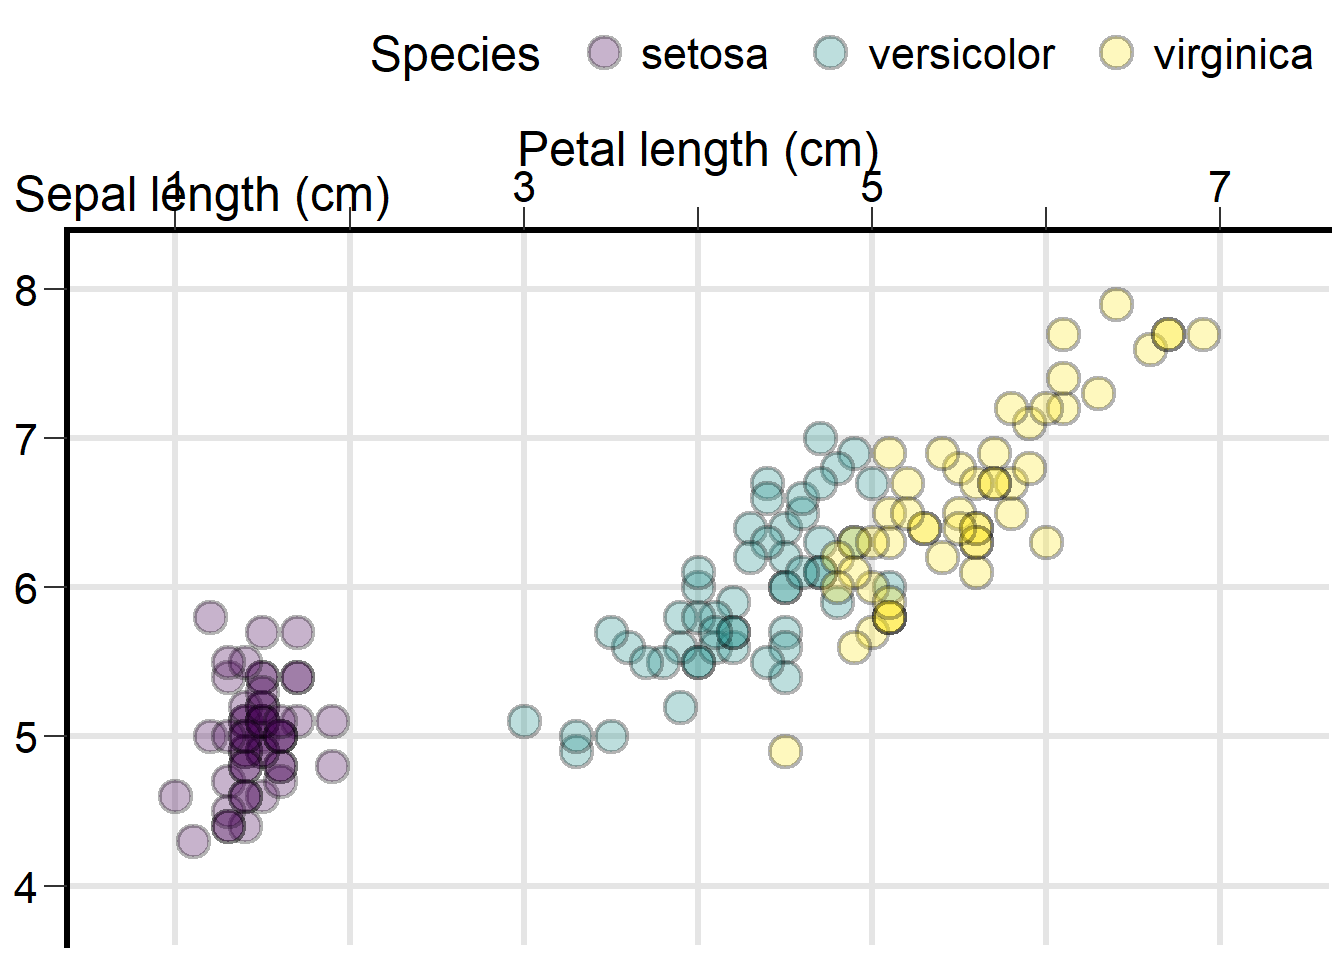 Species setosa versicolor virginica
Petal length (cm)
Sepal length (cm)
1 3 5 7
8
7
6
5
4